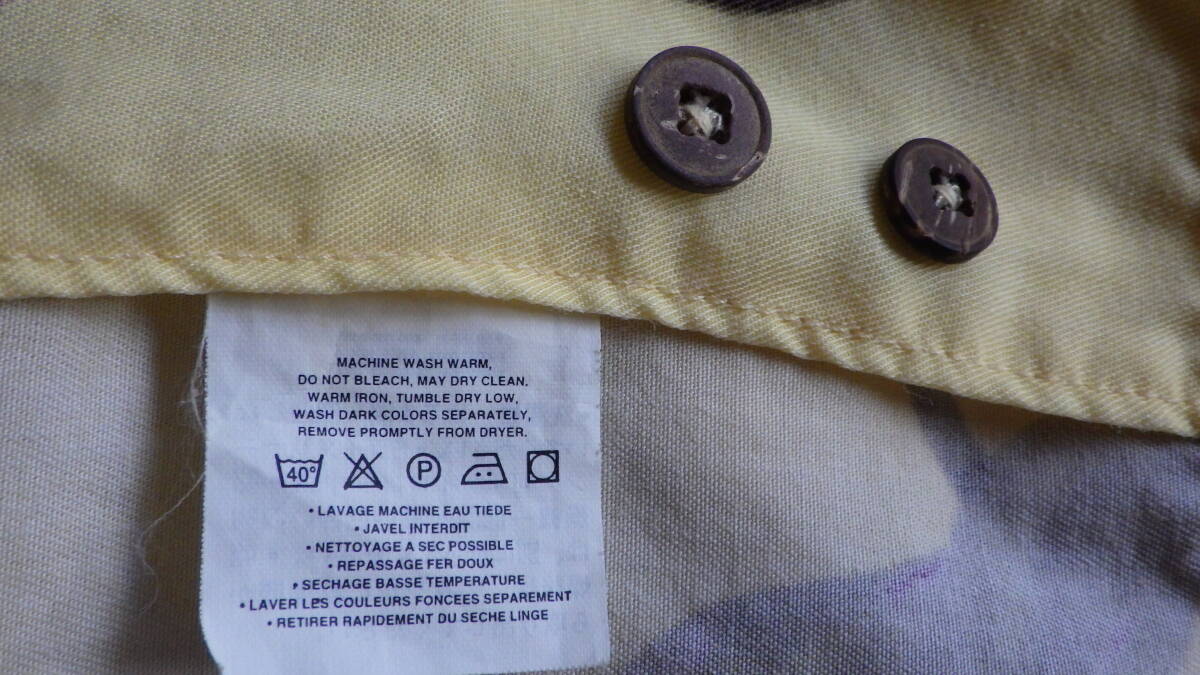 MACHINE WASH WARM,
DO NOT BLEACH, MAY DRY CLEAN.
WARM IRON, TUMBLE DRY LOW,
WASH DARK COLORS SEPARATELY,
REMOVE PROMPTLY FROM DRYER.
40° P
• LAVAGE MACHINE EAU TIEDE
• JAVEL INTERDIT
• NETTOYAGE A SEC POSSIBLE
• REPASSAGE FER DOUX
• SECHAGE BASSE TEMPERATURE
• LAVER LES COULEURS FONCEES SEPAREMENT
• RETIRER RAPIDEMENT DU SECHE LINGE